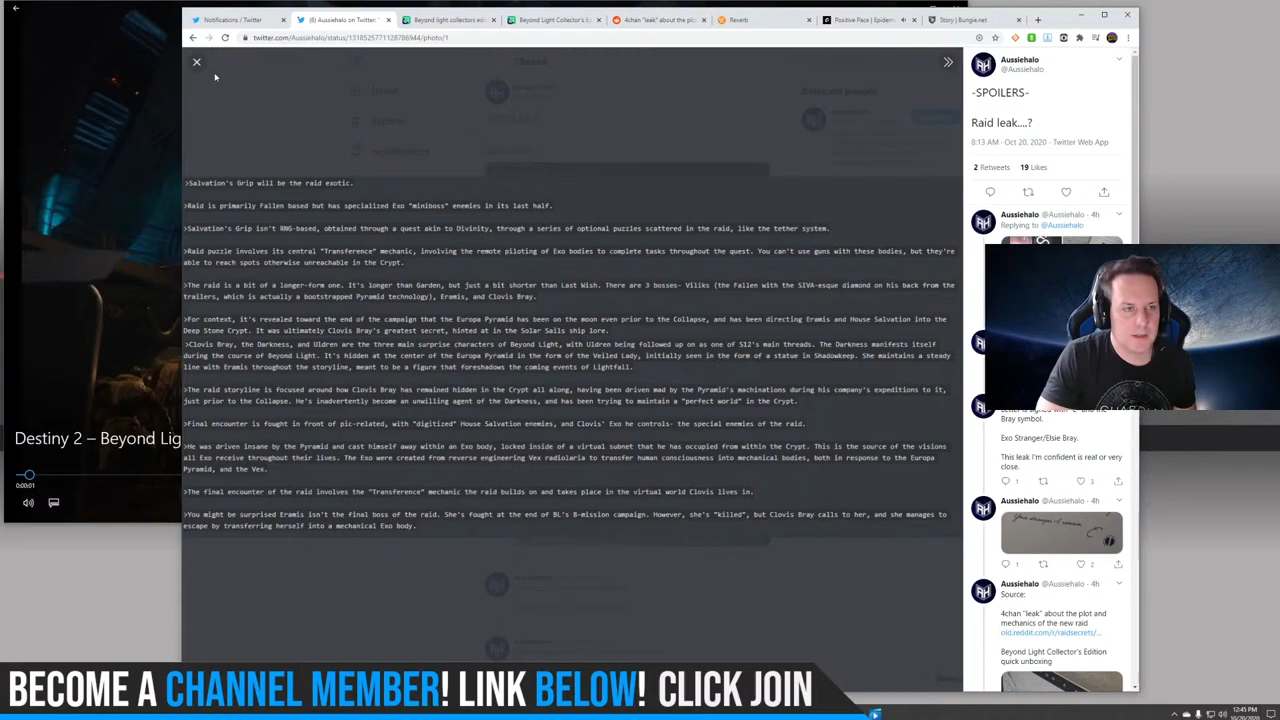 Notifications / Twitter
(6) Aussiehalo on Twitter: "
Beyond light collectors edi
Beyond Light Collector's Ed
4chan "leak" about the plot
Reverb
Positive Pace | Epidem
Story | Bungie.net
twitter.com/Aussiehalo/status/1318525771128786944/photo/1
Home
Aussiehalo
@Aussiehalo
-SPOILERS-
Raid leak....?
8:13 AM · Oct 20, 2020 · Twitter Web App
2 Retweets 19 Likes
Aussiehalo @Aussiehalo · 4h
Replying to @Aussiehalo
>Salvation's Grip will be the raid exotic.
>Raid is primarily Fallen based but has specialized Exo "miniboss" enemies in its last half.
>Salvation's Grip isn't RNG-based, obtained through a quest akin to Divinity, through a series of optional puzzles scattered in the raid, like the tether system.
>Raid puzzle involves its central "Transference" mechanic, involving the remote piloting of Exo bodies to complete tasks throughout the quest. You can't use guns with these bodies, but they're
able to reach spots otherwise unreachable in the Crypt.
>The raid is a bit of a longer-form one. It's longer than Garden, but just a bit shorter than Last Wish. There are 3 bosses- Viliks (the Fallen with the SIVA-esque diamond on his back from the
trailers, which is actually a bootstrapped Pyramid technology), Eramis, and Clovis Bray.
>For context, it's revealed toward the end of the campaign that the Europa Pyramid has been on the moon even prior to the Collapse, and has been directing Eramis and House Salvation into the
Deep Stone Crypt. It was ultimately Clovis Bray's greatest secret, hinted at in the Solar Sails ship lore.
>Clovis Bray, the Darkness, and Uldren are the three main surprise characters of Beyond Light, with Uldren being followed up on as one of S12's main threads. The Darkness manifests itself
during the course of Beyond Light. It's hidden at the center of the Europa Pyramid in the form of the Veiled Lady, initially seen in the form of a statue in Shadowkeep. She maintains a steady
line with Eramis throughout the storyline, meant to be a figure that foreshadows the coming events of Lightfall.
>The raid storyline is focused around how Clovis Bray has remained hidden in the Crypt all along, having been driven mad by the Pyramid's machinations during his company's expeditions to it,
just prior to the Collapse. He's inadvertently become an unwilling agent of the Darkness, and has been trying to maintain a "perfect world" in the Crypt.
>Final encounter is fought in front of pic-related, with "digitized" House Salvation enemies, and Clovis' Exo he controls- the special enemies of the raid.
>He was driven insane by the Pyramid and cast himself away within an Exo body, locked inside of a virtual subnet that he has occupied from within the Crypt. This is the source of the visions
all Exo receive throughout their lives. The Exo were created from reverse engineering Vex radiolaria to transfer human consciousness into mechanical bodies, both in response to the Europa
Pyramid, and the Vex.
>The final encounter of the raid involves the "Transference" mechanic the raid builds on and takes place in the virtual world Clovis lives in.
>You might be surprised Eramis isn't the final boss of the raid. She's fought at the end of BL's 8-mission campaign. However, she's "killed", but Clovis Bray calls to her, and she manages to
escape by transferring herself into a mechanical Exo body.
Bray symbol.
Exo Stranger/Elsie Bray.
This leak I'm confident is real or very
close.
1 3
Aussiehalo @Aussiehalo · 4h
1 2
Aussiehalo @Aussiehalo · 4h
Source:
4chan "leak" about the plot and
mechanics of the new raid
old.reddit.com/r/raidsecrets/...
Beyond Light Collector's Edition
quick unboxing
Destiny 2 – Beyond Lig
0:00:01
BECOME A CHANNEL MEMBER! LINK BELOW! CLICK JOIN
12:45 PM
10/20/2020